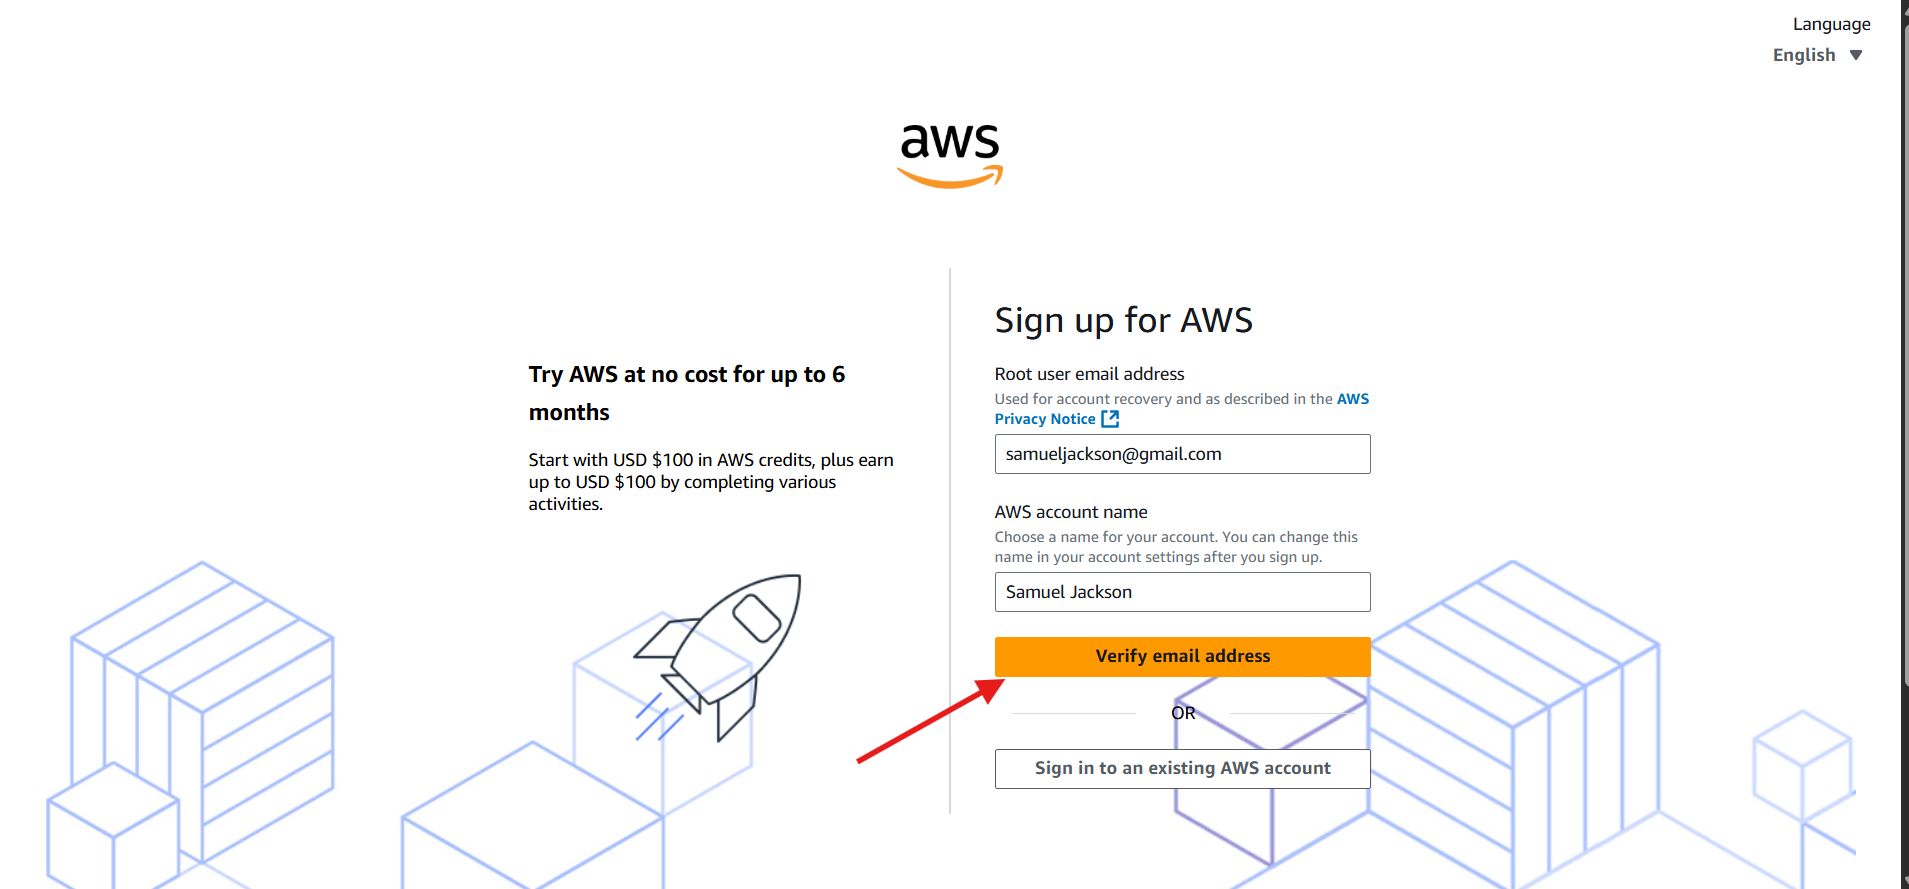 Language
English
aws
Try AWS at no cost for up to 6
months
Start with USD $100 in AWS credits, plus earn
up to USD $100 by completing various
activities.
Sign up for AWS
Root user email address
Used for account recovery and as described in the AWS
Privacy Notice
samueljackson@gmail.com
AWS account name
Choose a name for your account. You can change this
name in your account settings after you sign up.
Samuel Jackson
Verify email address
OR
Sign in to an existing AWS account